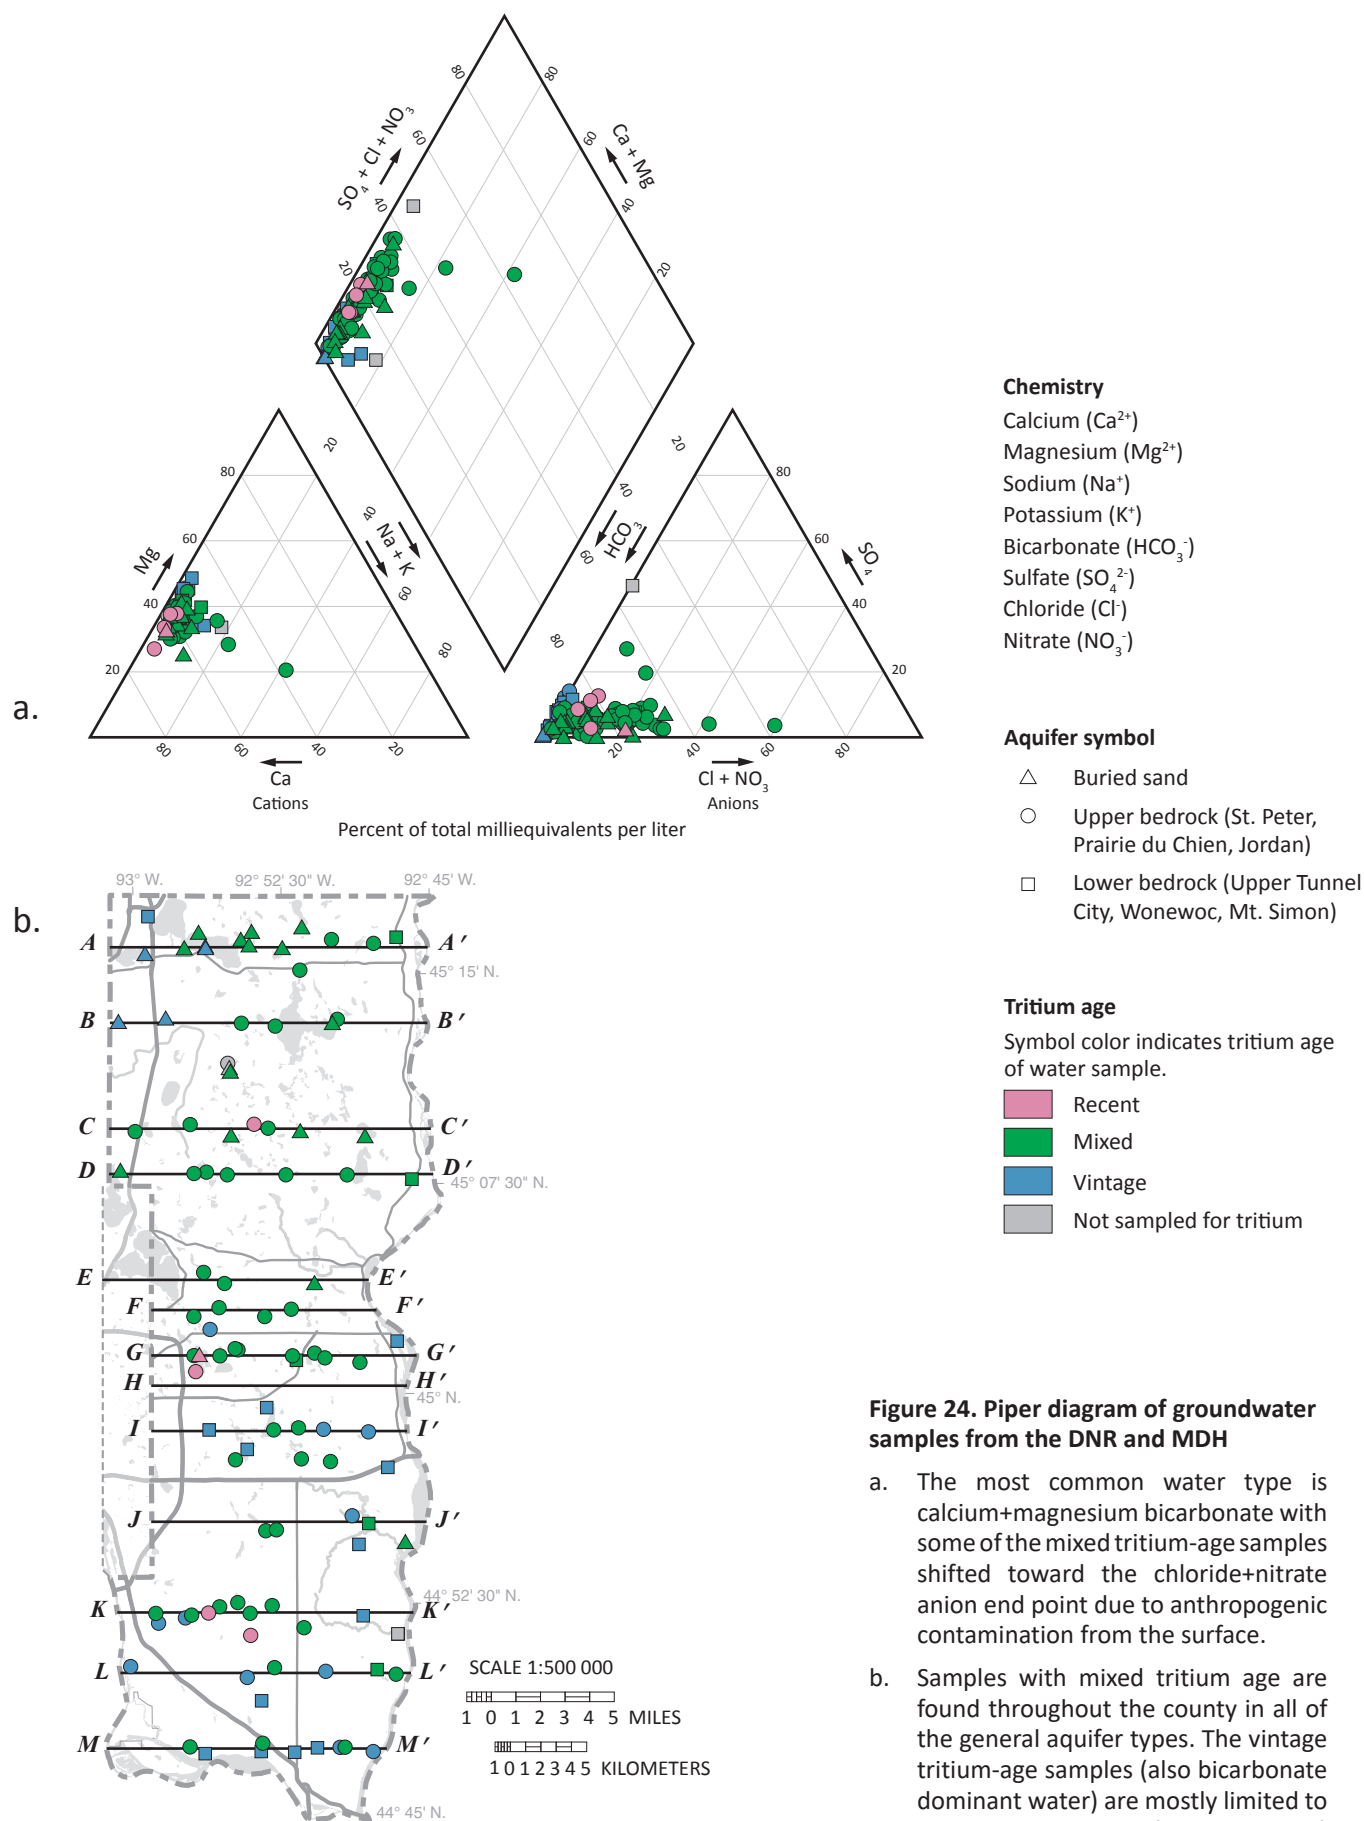 a.
80
80
SO4 + Cl + NO3
Ca + Mg
60
60
40
40
20
20
20
20
40
40
Na + K
HCO3
60
60
80
80
Mg
80
60
40
20
80
60
40
20
Ca
Cations
SO4
80
60
40
20
20
40
60
80
Cl + NO3
Anions
Percent of total milliequivalents per liter
Chemistry
Calcium (Ca2+)
Magnesium (Mg2+)
Sodium (Na+)
Potassium (K+)
Bicarbonate (HCO3-)
Sulfate (SO42-)
Chloride (Cl-)
Nitrate (NO3-)
Aquifer symbol
Buried sand
Upper bedrock (St. Peter,
Prairie du Chien, Jordan)
Lower bedrock (Upper Tunnel
City, Wonewoc, Mt. Simon)
Tritium age
Symbol color indicates tritium age
of water sample.
Recent
Mixed
Vintage
Not sampled for tritium
b.
93° W.
92° 52' 30" W.
92° 45' W.
A A′
45° 15' N.
B B′
C C′
D D′
45° 07' 30" N.
E E′
F F′
G G′
H H′
45° N.
I I′
J J′
44° 52' 30" N.
K K′
L L′
M M′
44° 45' N.
SCALE 1:500 000
1 0 1 2 3 4 5 MILES
1 0 1 2 3 4 5 KILOMETERS
Figure 24. Piper diagram of groundwater
samples from the DNR and MDH
a. The most common water type is
calcium+magnesium bicarbonate with
some of the mixed tritium-age samples
shifted toward the chloride+nitrate
anion end point due to anthropogenic
contamination from the surface.
b. Samples with mixed tritium age are
found throughout the county in all of
the general aquifer types. The vintage
tritium-age samples (also bicarbonate
dominant water) are mostly limited to